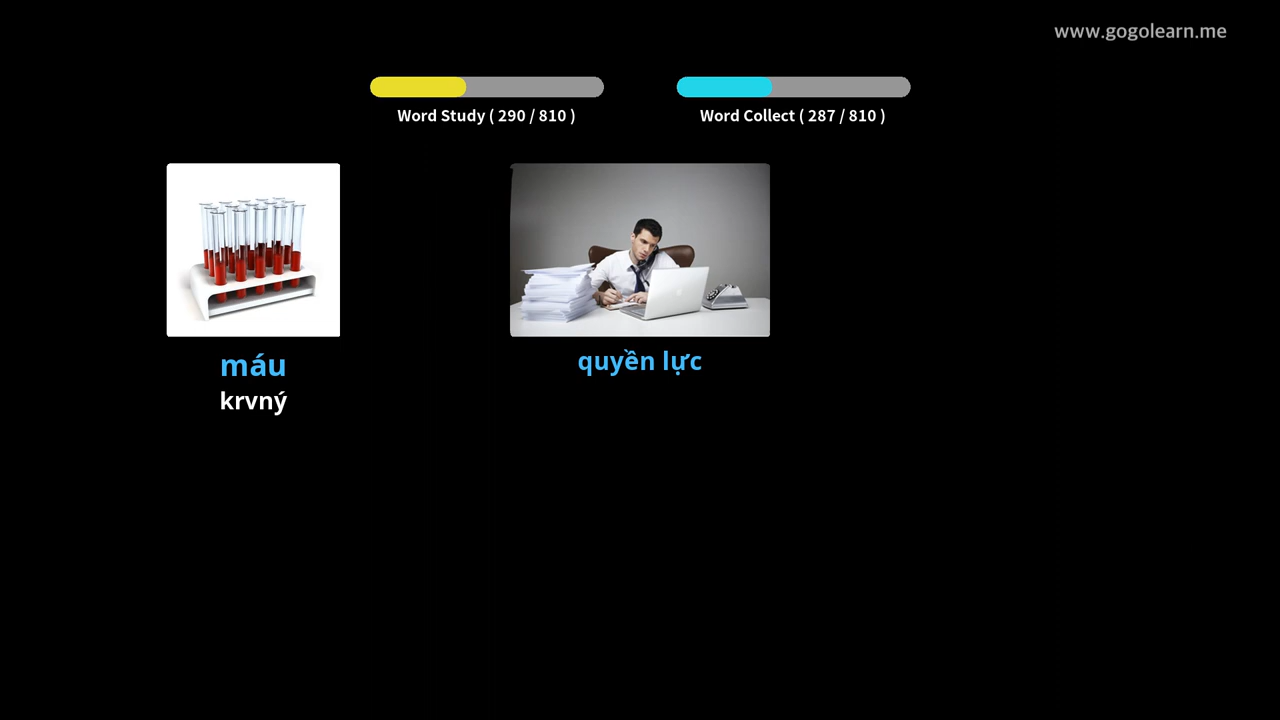 www.gogolearn.me
Word Study ( 290 / 810 )
Word Collect ( 287 / 810 )
máu
krvný
quyền lực